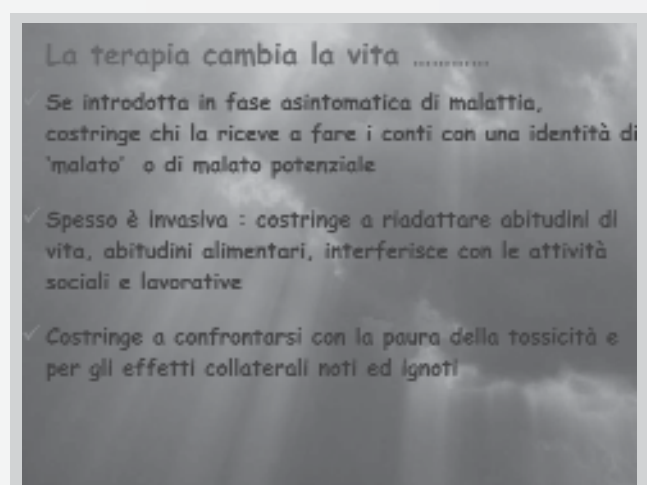 La terapia cambia la vita ............
Se introdotta in fase asintomatica di malattia,
costringe chi la riceve a fare i conti con una identità di
'malato' o di malato potenziale
Spesso è invasiva : costringe a riadattare abitudini di
vita, abitudini alimentari, interferisce con le attività
sociali e lavorative
Costringe a confrontarsi con la paura della tossicità e
per gli effetti collaterali noti ed ignoti